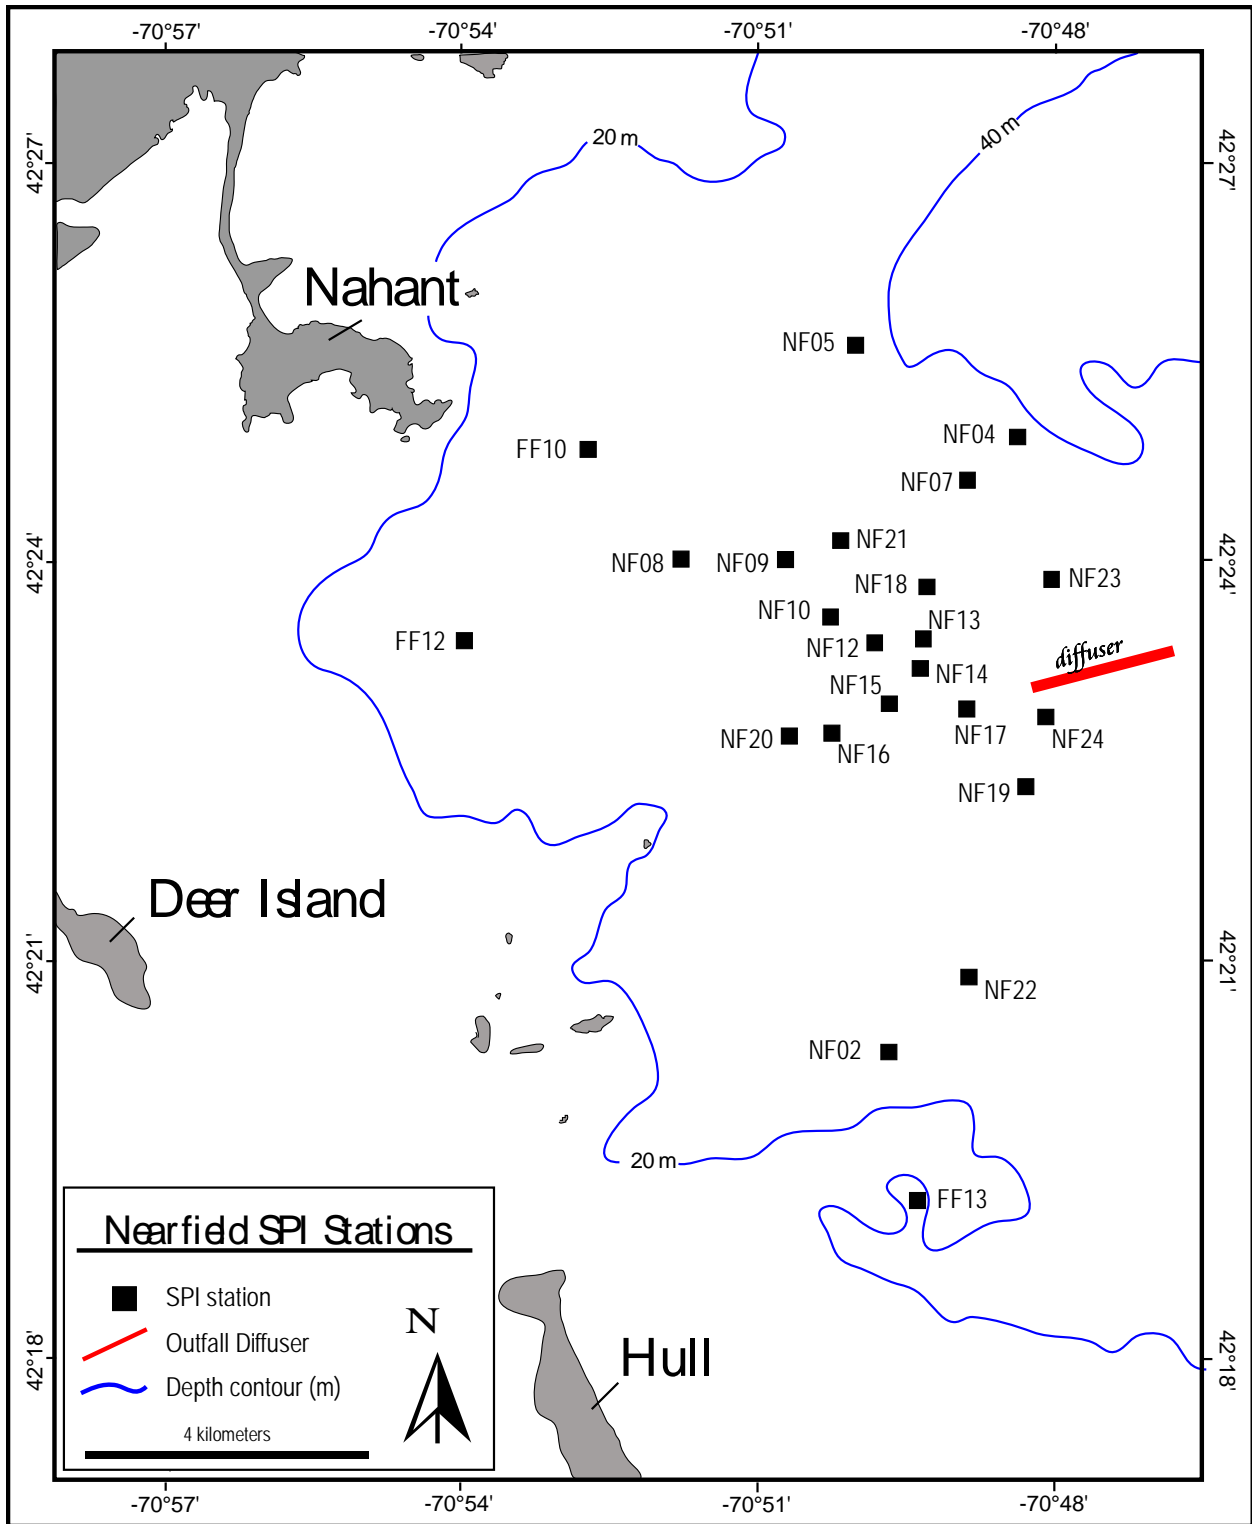 -70°57' -70°54' -70°51' -70°48'
20 m
40 m
42°27' 42°27'
Nahant
NF05
NF04
FF10
NF07
NF21
NF08 NF09
42°24' 42°24'
NF18 NF23
NF10
NF13
FF12
NF12
diffuser
NF14
NF15
NF17
NF20 NF16 NF24
NF19
Deer Island
42°21' 42°21'
NF22
NF02
20 m
FF13
Nearfield SPI Stations
SPI station
N
Outfall Diffuser
Hull
42°18' 42°18'
Depth contour (m)
4 kilometers
-70°57' -70°54' -70°51' -70°48'